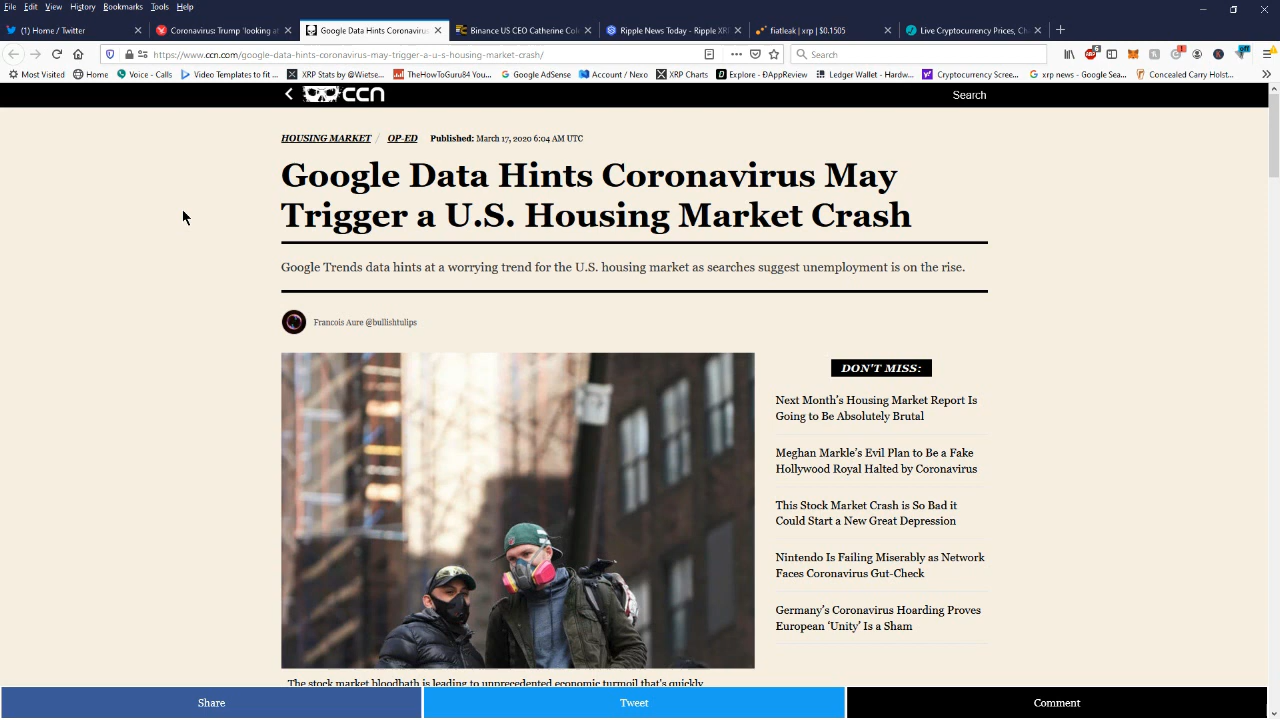 File Edit View History Bookmarks Tools Help
(1) Home / Twitter
Coronavirus: Trump 'looking at
Google Data Hints Coronavirus
Binance US CEO Catherine Col
Ripple News Today - Ripple XRP
fiatleak | xrp | $0.1505
Live Cryptocurrency Prices, Ch
https://www.ccn.com/google-data-hints-coronavirus-may-trigger-a-u-s-housing-market-crash/
Search
Most Visited Home Voice - Calls Video Templates to fit ... XRP Stats by @Wietse... TheHowToGuru84 You... Google AdSense Account / Nexo XRP Charts Explore - ĐAppReview Ledger Wallet - Hardw... Cryptocurrency Scree... xrp news - Google Sea... Concealed Carry Holst...
ccn
Search
HOUSING MARKET / OP-ED Published: March 17, 2020 6:04 AM UTC
Google Data Hints Coronavirus May
Trigger a U.S. Housing Market Crash
Google Trends data hints at a worrying trend for the U.S. housing market as searches suggest unemployment is on the rise.
Francois Aure @bullishtulips
DON'T MISS:
Next Month's Housing Market Report Is
Going to Be Absolutely Brutal
Meghan Markle's Evil Plan to Be a Fake
Hollywood Royal Halted by Coronavirus
This Stock Market Crash is So Bad it
Could Start a New Great Depression
Nintendo Is Failing Miserably as Network
Faces Coronavirus Gut-Check
Germany's Coronavirus Hoarding Proves
European 'Unity' Is a Sham
The stock market bloodbath is leading to unprecedented economic turmoil that's quickly
Share
Tweet
Comment